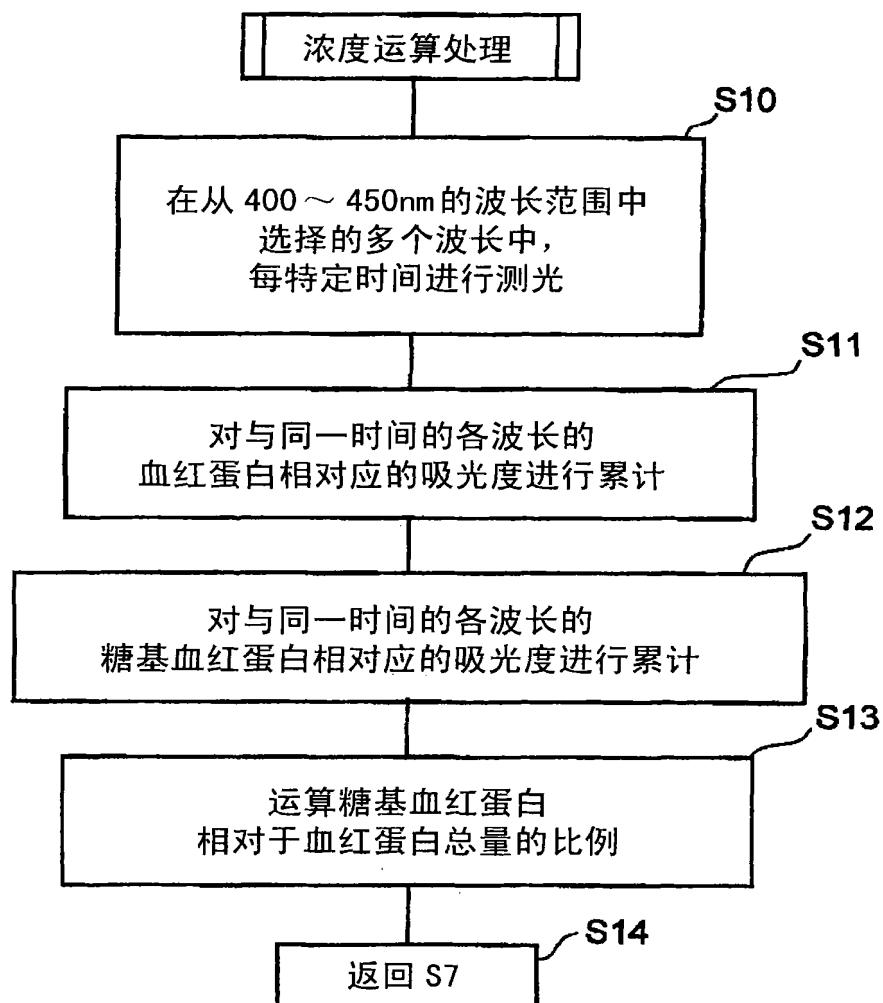 浓度运算处理
S10
在从 400～450nm的波长范围中
选择的多个波长中，
每特定时间进行测光
S11
对与同一时间的各波长的
血红蛋白相对应的吸光度进行累计
S12
对与同一时间的各波长的
糖基血红蛋白相对应的吸光度进行累计
S13
运算糖基血红蛋白
相对于血红蛋白总量的比例
S14
返回 S7